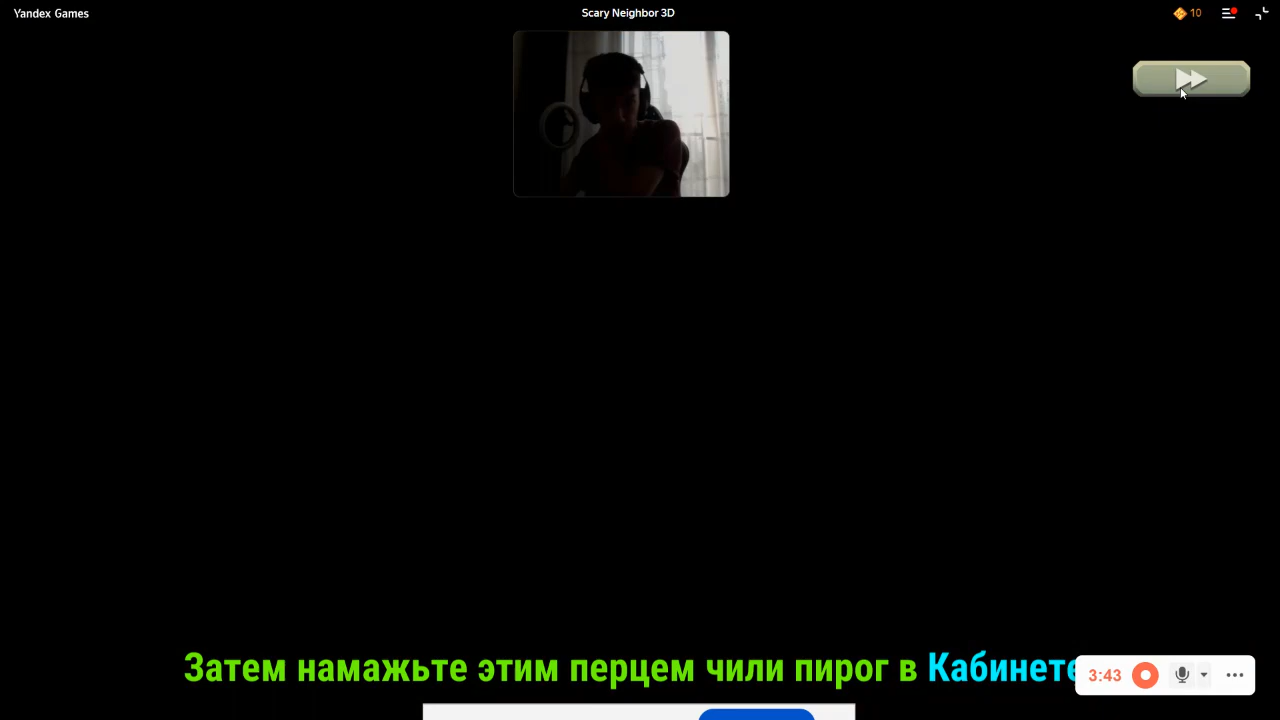 Yandex Games
Scary Neighbor 3D
10
Затем намажьте этим перцем чили пирог в Кабинете
3:43